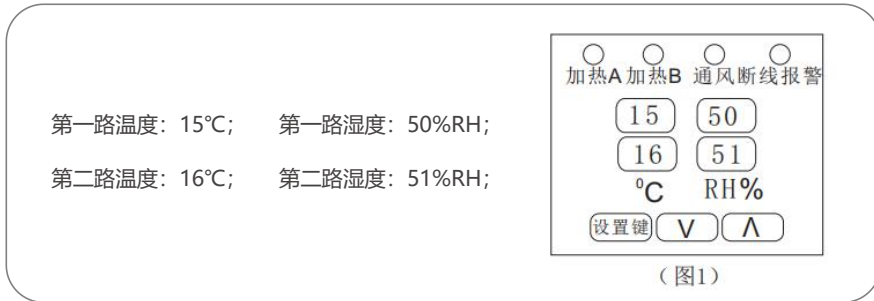 第一路温度：15℃； 第一路湿度：50%RH；
第二路温度：16℃； 第二路湿度：51%RH；
加热A 加热B 通风 断线报警
15 50
16 51
⁰C RH%
设置键 V Λ
（图1）